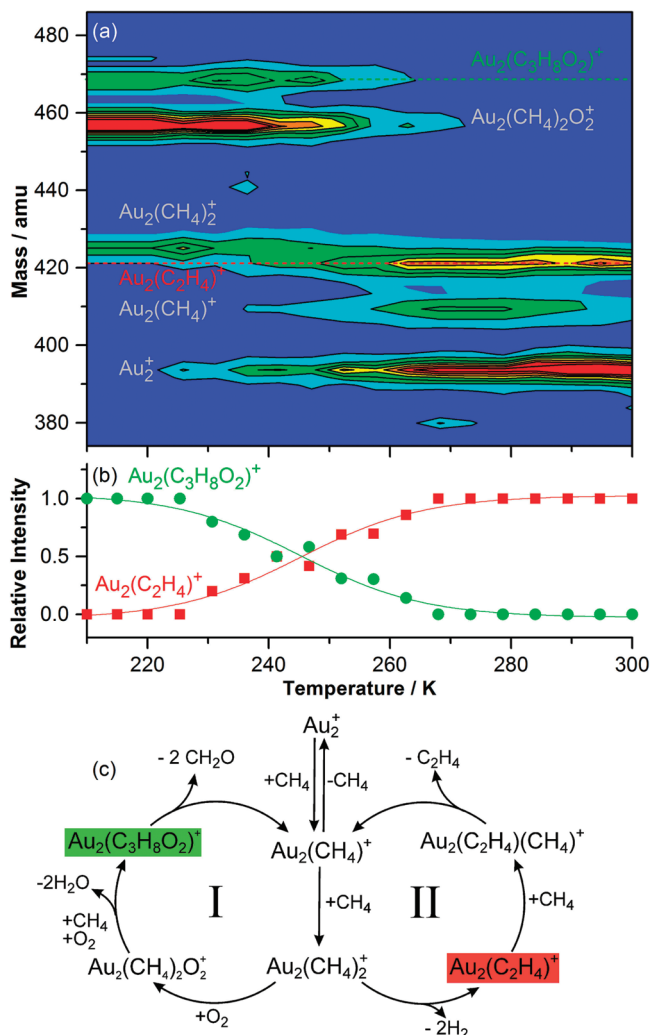 (a)
480
460
440
420
400
380
Mass / amu
Au₂(C₃H₈O₂)⁺
Au₂(CH₄)₂O₂⁺
Au₂(CH₄)₂⁺
Au₂(C₂H₄)⁺
Au₂(CH₄)⁺
Au₂⁺
(b)
Au₂(C₃H₈O₂)⁺
1.0
0.5
0.0
Relative Intensity
Au₂(C₂H₄)⁺
220 240 260 280 300
Temperature / K
(c)
Au₂⁺
- 2 CH₂O
+CH₄
-CH₄
- C₂H₄
Au₂(C₃H₈O₂)⁺
Au₂(CH₄)⁺
Au₂(C₂H₄)(CH₄)⁺
-2H₂O
+CH₄
+O₂
I
+CH₄
II
+CH₄
Au₂(CH₄)₂O₂⁺
Au₂(CH₄)₂⁺
Au₂(C₂H₄)⁺
+O₂
- 2H₂